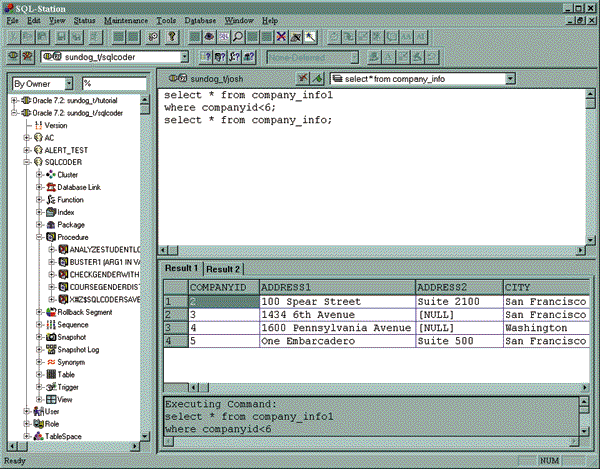 SQL-Station
File Edit View Status Maintenance Tools Database Window Help
sundog_t/sqlcoder
None-Deferred
By Owner %
Oracle 7.2: sundog_t/tutorial
Oracle 7.2: sundog_t/sqlcoder
Version
AC
ALERT_TEST
SQLCODER
Cluster
Database Link
Function
Index
Package
Procedure
ANALYZESTUDENTLO
BUSTER1 (ARG1 IN VA
CHECKGENDERWITH
COURSEGENDERDIST
X#Z$SQLCODERSAVE
Rollback Segment
Sequence
Snapshot
Snapshot Log
Synonym
Table
Trigger
View
User
Role
TableSpace
sundog_t/josh
select * from company_info
select * from company_info1
where companyid<6;
select * from company_info;
Result 1 Result 2
COMPANYID ADDRESS1 ADDRESS2 CITY
1 2 100 Spear Street Suite 2100 San Francisco
2 3 1434 6th Avenue [NULL] San Francisco
3 4 1600 Pennsylvania Avenue [NULL] Washington
4 5 One Embarcadero Suite 500 San Francisco
Executing Command:
select * from company_info1
where companyid<6
Ready NUM